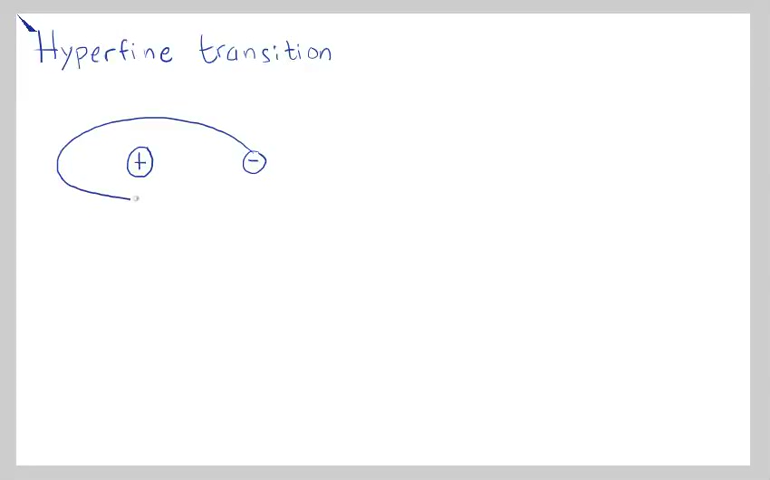 Hyperfine transition
+ -